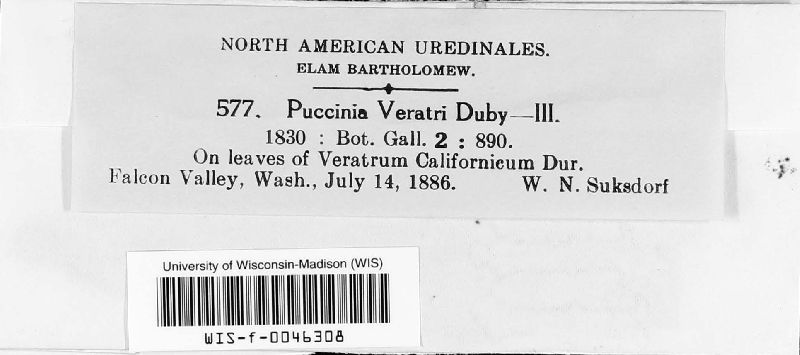 NORTH AMERICAN UREDINALES.
ELAM BARTHOLOMEW.
577. Puccinia Veratri Duby—III.
1830 : Bot. Gall. 2 : 890.
On leaves of Veratrum Californicum Dur.
Falcon Valley, Wash., July 14, 1886. W. N. Suksdorf
University of Wisconsin-Madison (WIS)
WIS-f-0046308